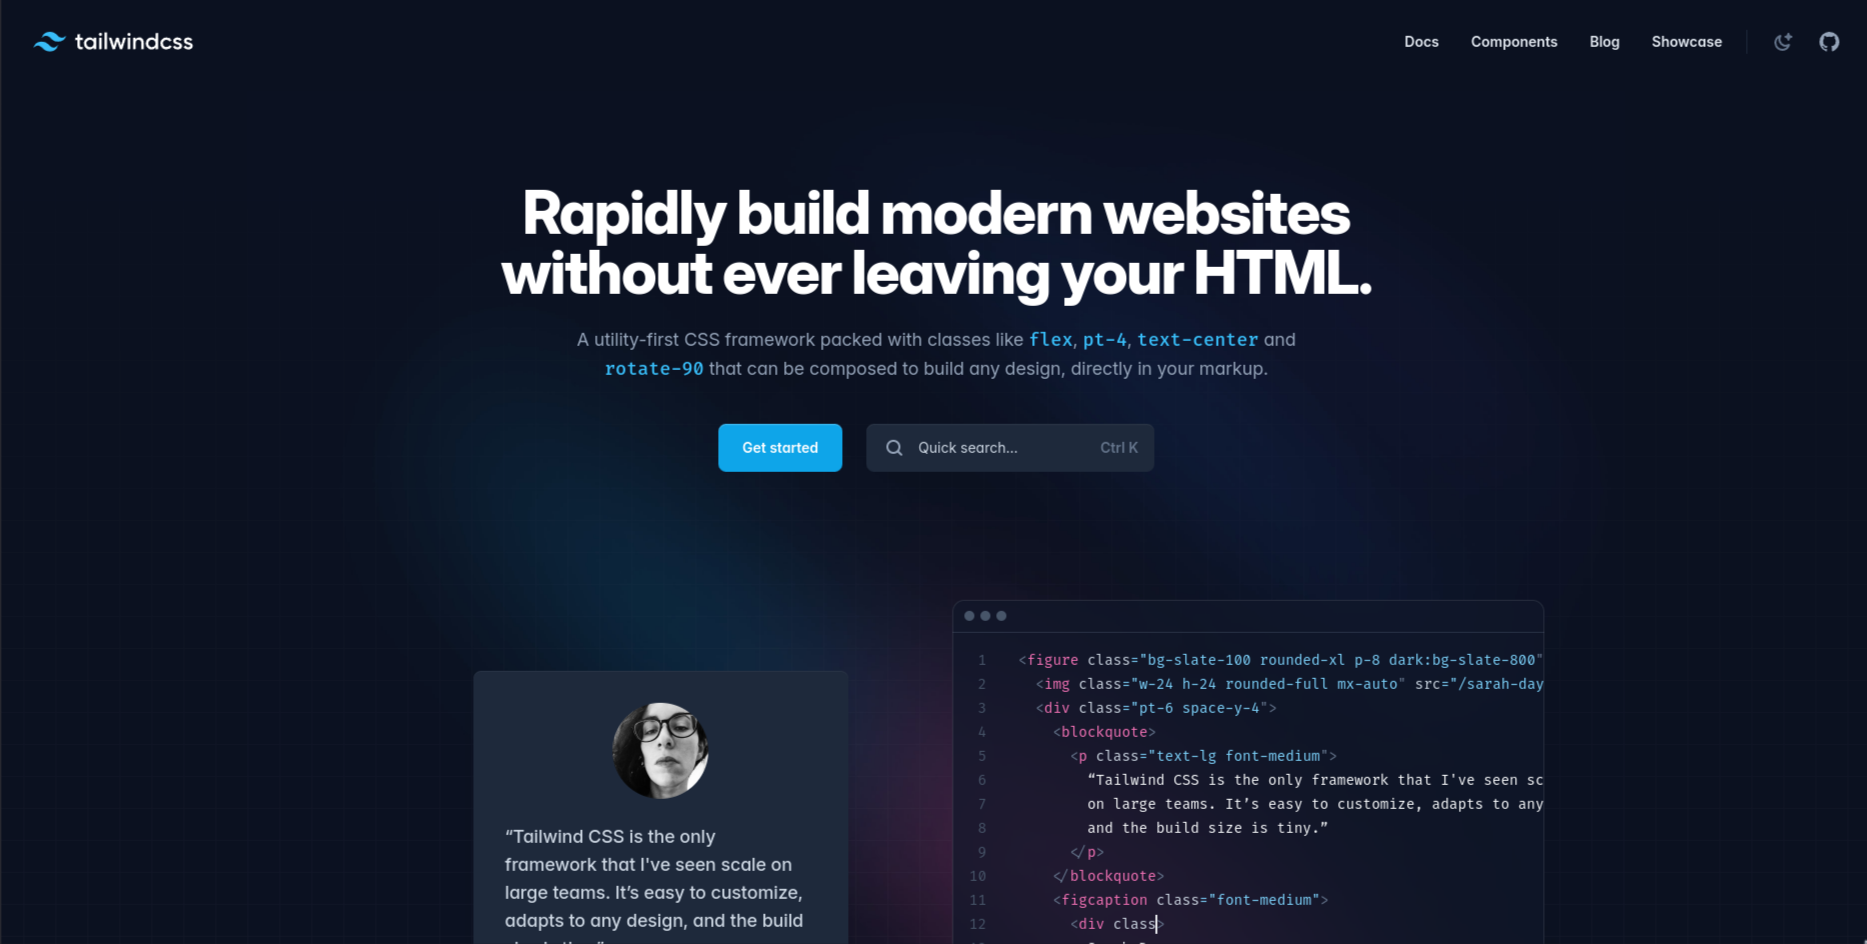 tailwindcss
Docs Components Blog Showcase
Rapidly build modern websites
without ever leaving your HTML.
A utility-first CSS framework packed with classes like flex, pt-4, text-center and
rotate-90 that can be composed to build any design, directly in your markup.
Get started
Quick search... Ctrl K
“Tailwind CSS is the only
framework that I've seen scale on
large teams. It’s easy to customize,
adapts to any design, and the build
1 <figure class="bg-slate-100 rounded-xl p-8 dark:bg-slate-800"
2 <img class="w-24 h-24 rounded-full mx-auto" src="/sarah-day
3 <div class="pt-6 space-y-4">
4 <blockquote>
5 <p class="text-lg font-medium">
6 “Tailwind CSS is the only framework that I've seen sc
7 on large teams. It’s easy to customize, adapts to any
8 and the build size is tiny.”
9 </p>
10 </blockquote>
11 <figcaption class="font-medium">
12 <div class>